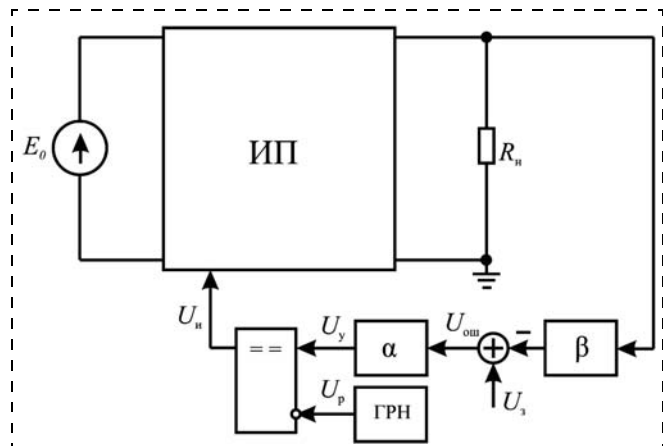 E₀
ИП
Rн
Uи
= =
Uу
α
Uош
+
−
β
Uр
ГРН
Uз